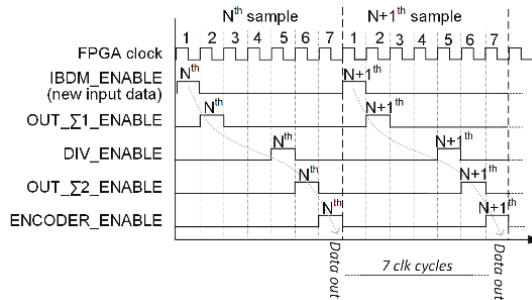 Nth sample N+1th sample
FPGA clock 1 2 3 4 5 6 7 1 2 3 4 5 6 7
IBDM_ENABLE Nth N+1th
(new input data)
OUT_∑1_ENABLE Nth N+1th
DIV_ENABLE Nth N+1th
OUT_∑2_ENABLE Nth N+1th
ENCODER_ENABLE Nth N+1th
Data out 7 clk cycles Data out